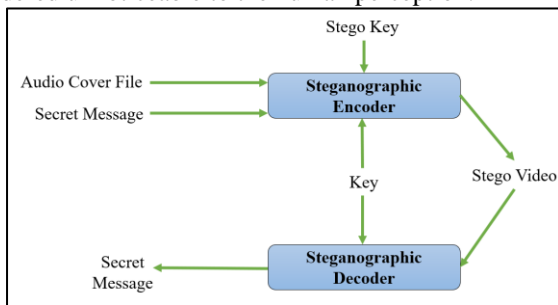 Stego Key
Audio Cover File
Steganographic
Encoder
Secret Message
Key
Stego Video
Secret
Message
Steganographic
Decoder